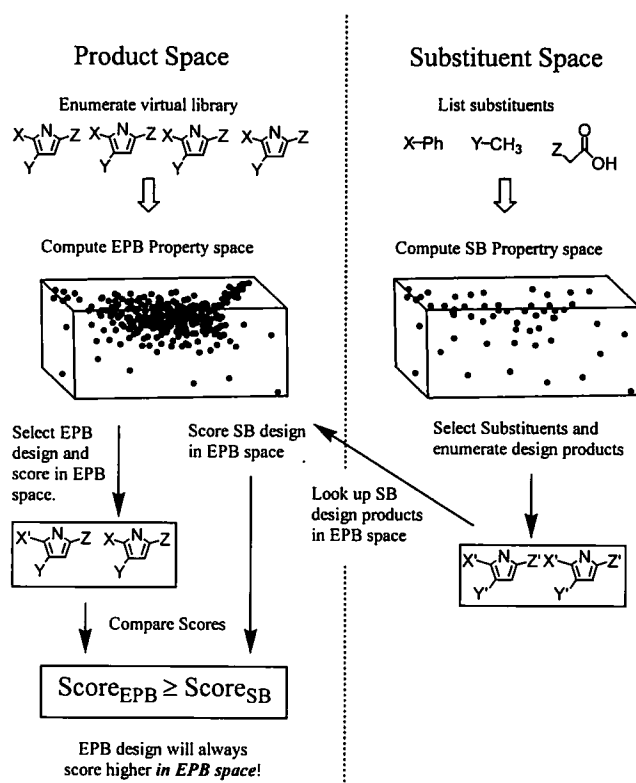 Product Space
Enumerate virtual library
X N Z X N Z X N Z X N Z
Y Y Y Y
Compute EPB Property space
Select EPB
design and
score in EPB
space.
Score SB design
in EPB space
X' N Z X N Z
Y Y
Compare Scores
ScoreEPB ≥ ScoreSB
EPB design will always
score higher in EPB space!
Substituent Space
List substituents
X-Ph Y-CH3 Z O OH
Compute SB Propertry space
Select Substituents and
enumerate design products
Look up SB
design products
in EPB space
X' N Z' X' N Z'
Y' Y'